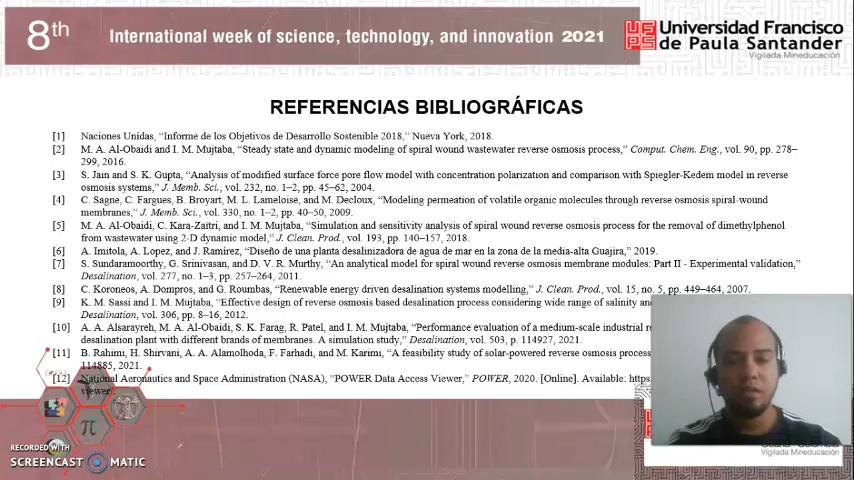 8th
International week of science, technology, and innovation 2021
UFPS
Universidad Francisco
de Paula Santander
Vigilada Mineducación
REFERENCIAS BIBLIOGRÁFICAS
[1] Naciones Unidas, “Informe de los Objetivos de Desarrollo Sostenible 2018,” Nueva York, 2018.
[2] M. A. Al-Obaidi and I. M. Mujtaba, “Steady state and dynamic modeling of spiral wound wastewater reverse osmosis process,” Comput. Chem. Eng., vol. 90, pp. 278–
299, 2016.
[3] S. Jain and S. K. Gupta, “Analysis of modified surface force pore flow model with concentration polarization and comparison with Spiegler-Kedem model in reverse
osmosis systems,” J. Memb. Sci., vol. 232, no. 1–2, pp. 45–62, 2004.
[4] C. Sagne, C. Fargues, B. Broyart, M. L. Lameloise, and M. Decloux, “Modeling permeation of volatile organic molecules through reverse osmosis spiral-wound
membranes,” J. Memb. Sci., vol. 330, no. 1–2, pp. 40–50, 2009.
[5] M. A. Al-Obaidi, C. Kara-Zaïtri, and I. M. Mujtaba, “Simulation and sensitivity analysis of spiral wound reverse osmosis process for the removal of dimethylphenol
from wastewater using 2-D dynamic model,” J. Clean. Prod., vol. 193, pp. 140–157, 2018.
[6] A. Imitola, A. Lopez, and J. Ramírez, “Diseño de una planta desalinizadora de agua de mar en la zona de la media-alta Guajira,” 2019.
[7] S. Sundaramoorthy, G. Srinivasan, and D. V. R. Murthy, “An analytical model for spiral wound reverse osmosis membrane modules: Part II - Experimental validation,”
Desalination, vol. 277, no. 1–3, pp. 257–264, 2011.
[8] C. Koroneos, A. Dompros, and G. Roumbas, “Renewable energy driven desalination systems modelling,” J. Clean. Prod., vol. 15, no. 5, pp. 449–464, 2007.
[9] K. M. Sassi and I. M. Mujtaba, “Effective design of reverse osmosis based desalination process considering wide range of salinity and
Desalination, vol. 306, pp. 8–16, 2012.
[10] A. A. Alsarayreh, M. A. Al-Obaidi, S. K. Farag, R. Patel, and I. M. Mujtaba, “Performance evaluation of a medium-scale industrial re
desalination plant with different brands of membranes. A simulation study,” Desalination, vol. 503, p. 114927, 2021.
[11] B. Rahimi, H. Shirvani, A. A. Alamolhoda, F. Farhadi, and M. Karimi, “A feasibility study of solar-powered reverse osmosis process
114885, 2021.
[12] National Aeronautics and Space Administration (NASA), “POWER Data Access Viewer,” POWER, 2020. [Online]. Available: https
viewer.
π
RECORDED WITH
SCREENCAST MATIC
Vigilada Mineducación